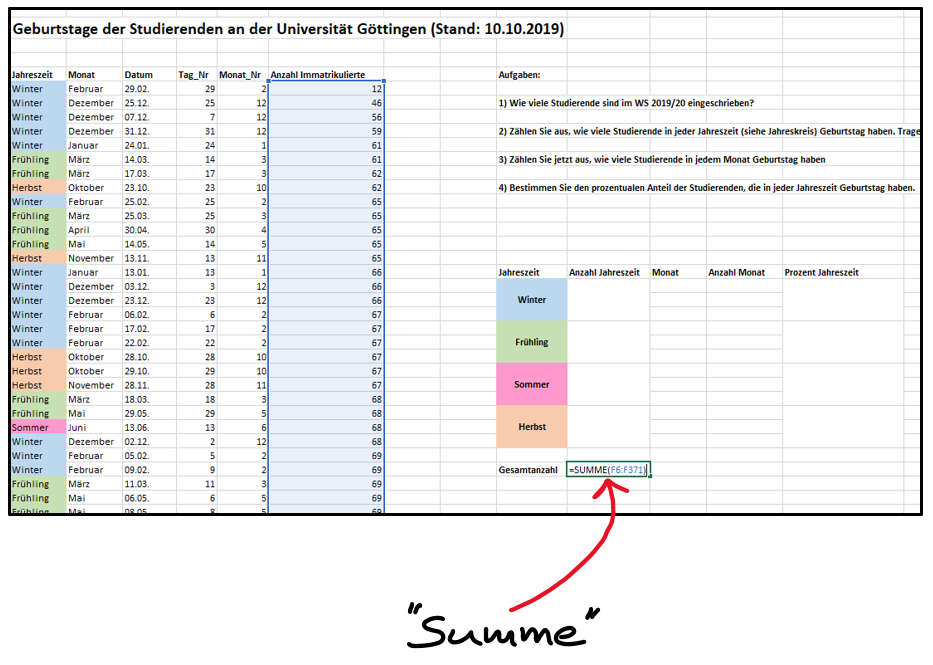 Geburtstage der Studierenden an der Universität Göttingen (Stand: 10.10.2019)
Jahreszeit Monat Datum Tag_Nr Monat_Nr Anzahl Immatrikulierte Aufgaben:
Winter Februar 29.02. 29 2 12
Winter Dezember 25.12. 25 12 46 1) Wie viele Studierende sind im WS 2019/20 eingeschrieben?
Winter Dezember 07.12. 7 12 56
Winter Dezember 31.12. 31 12 59 2) Zählen Sie aus, wie viele Studierende in jeder Jahreszeit (siehe Jahreskreis) Geburtstag haben. Trage
Winter Januar 24.01. 24 1 61
Frühling März 14.03. 14 3 61 3) Zählen Sie jetzt aus, wie viele Studierende in jedem Monat Geburtstag haben
Frühling März 17.03. 17 3 62
Herbst Oktober 23.10. 23 10 62 4) Bestimmen Sie den prozentualen Anteil der Studierenden, die in jeder Jahreszeit Geburtstag haben.
Winter Februar 25.02. 25 2 65
Frühling März 25.03. 25 3 65
Frühling April 30.04. 30 4 65
Frühling Mai 14.05. 14 5 65
Herbst November 13.11. 13 11 65
Winter Januar 13.01. 13 1 66 Jahreszeit Anzahl Jahreszeit Monat Anzahl Monat Prozent Jahreszeit
Winter Dezember 03.12. 3 12 66
Winter Dezember 23.12. 23 12 66 Winter
Winter Februar 06.02. 6 2 67
Winter Februar 17.02. 17 2 67
Winter Februar 22.02. 22 2 67 Frühling
Herbst Oktober 28.10. 28 10 67
Herbst Oktober 29.10. 29 10 67
Herbst November 28.11. 28 11 67 Sommer
Frühling März 18.03. 18 3 68
Frühling Mai 29.05. 29 5 68
Sommer Juni 13.06. 13 6 68 Herbst
Winter Dezember 02.12. 2 12 68
Winter Februar 05.02. 5 2 69
Winter Februar 09.02. 9 2 69 Gesamtanzahl =SUMME(F6:F371)
Frühling März 11.03. 11 3 69
Frühling Mai 06.05. 6 5 69
Frühling Mai 08.05. 8 5 69
"Summe"